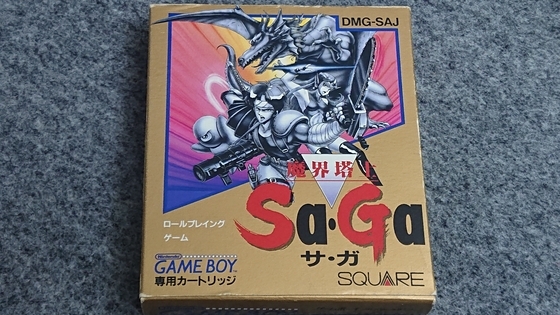 DMG-SAJ
魔界塔士
Sa・Ga
サ・ガ
ロールプレイング
ゲーム
Nintendo
GAME BOY
専用カートリッジ
SQUARE